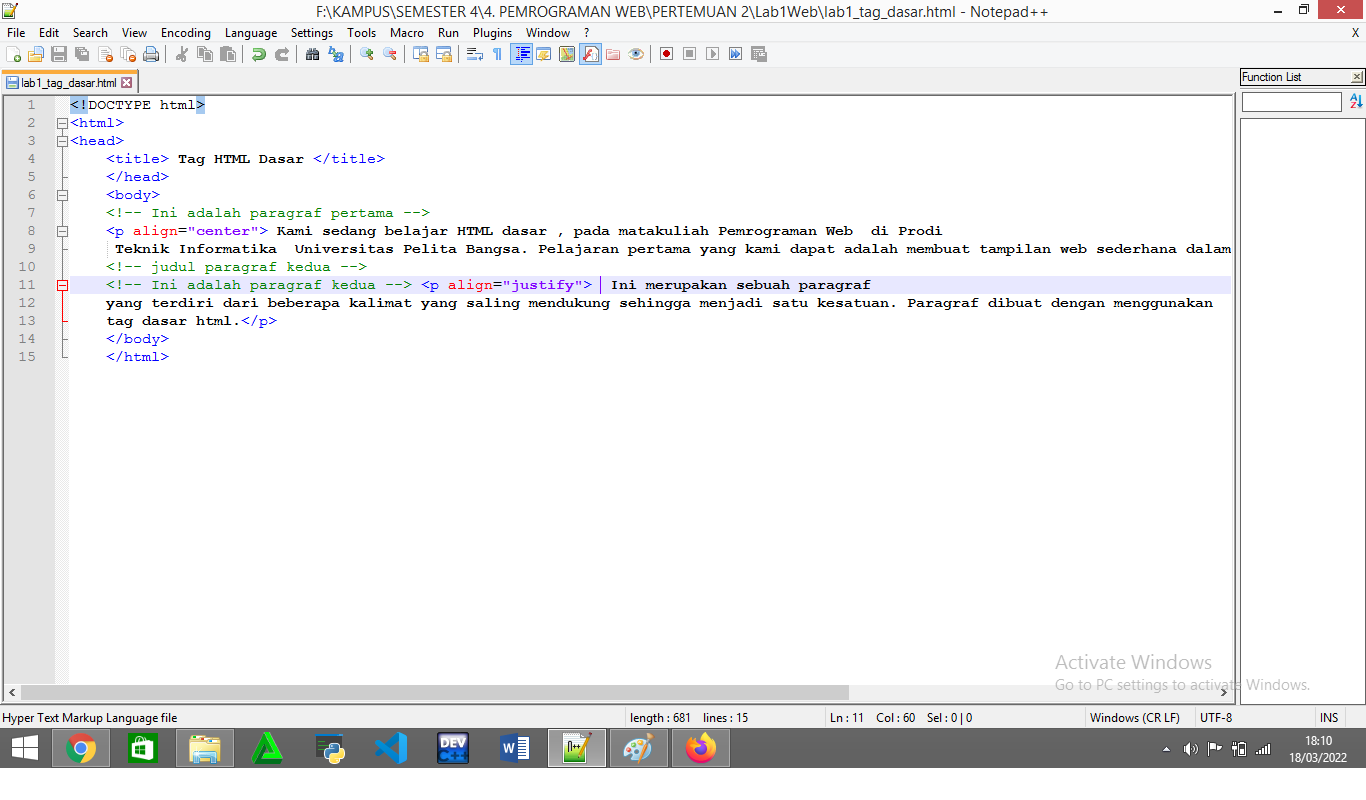 F:\KAMPUS\SEMESTER 4\4. PEMROGRAMAN WEB\PERTEMUAN 2\Lab1Web\lab1_tag_dasar.html - Notepad++
File Edit Search View Encoding Language Settings Tools Macro Run Plugins Window ? X
lab1_tag_dasar.html
Function List
1 <!DOCTYPE html>
2 <html>
3 <head>
4 <title> Tag HTML Dasar </title>
5 </head>
6 <body>
7 <!-- Ini adalah paragraf pertama -->
8 <p align="center"> Kami sedang belajar HTML dasar , pada matakuliah Pemrograman Web  di Prodi
9 Teknik Informatika  Universitas Pelita Bangsa. Pelajaran pertama yang kami dapat adalah membuat tampilan web sederhana dalam
10 <!-- judul paragraf kedua -->
11 <!-- Ini adalah paragraf kedua --> <p align="justify">  Ini merupakan sebuah paragraf
12 yang terdiri dari beberapa kalimat yang saling mendukung sehingga menjadi satu kesatuan. Paragraf dibuat dengan menggunakan
13 tag dasar html.</p>
14 </body>
15 </html>
Activate Windows
Go to PC settings to activate Windows.
Hyper Text Markup Language file length : 681 lines : 15 Ln : 11 Col : 60 Sel : 0 | 0 Windows (CR LF) UTF-8 INS
DEV
C++
W
18:10
18/03/2022